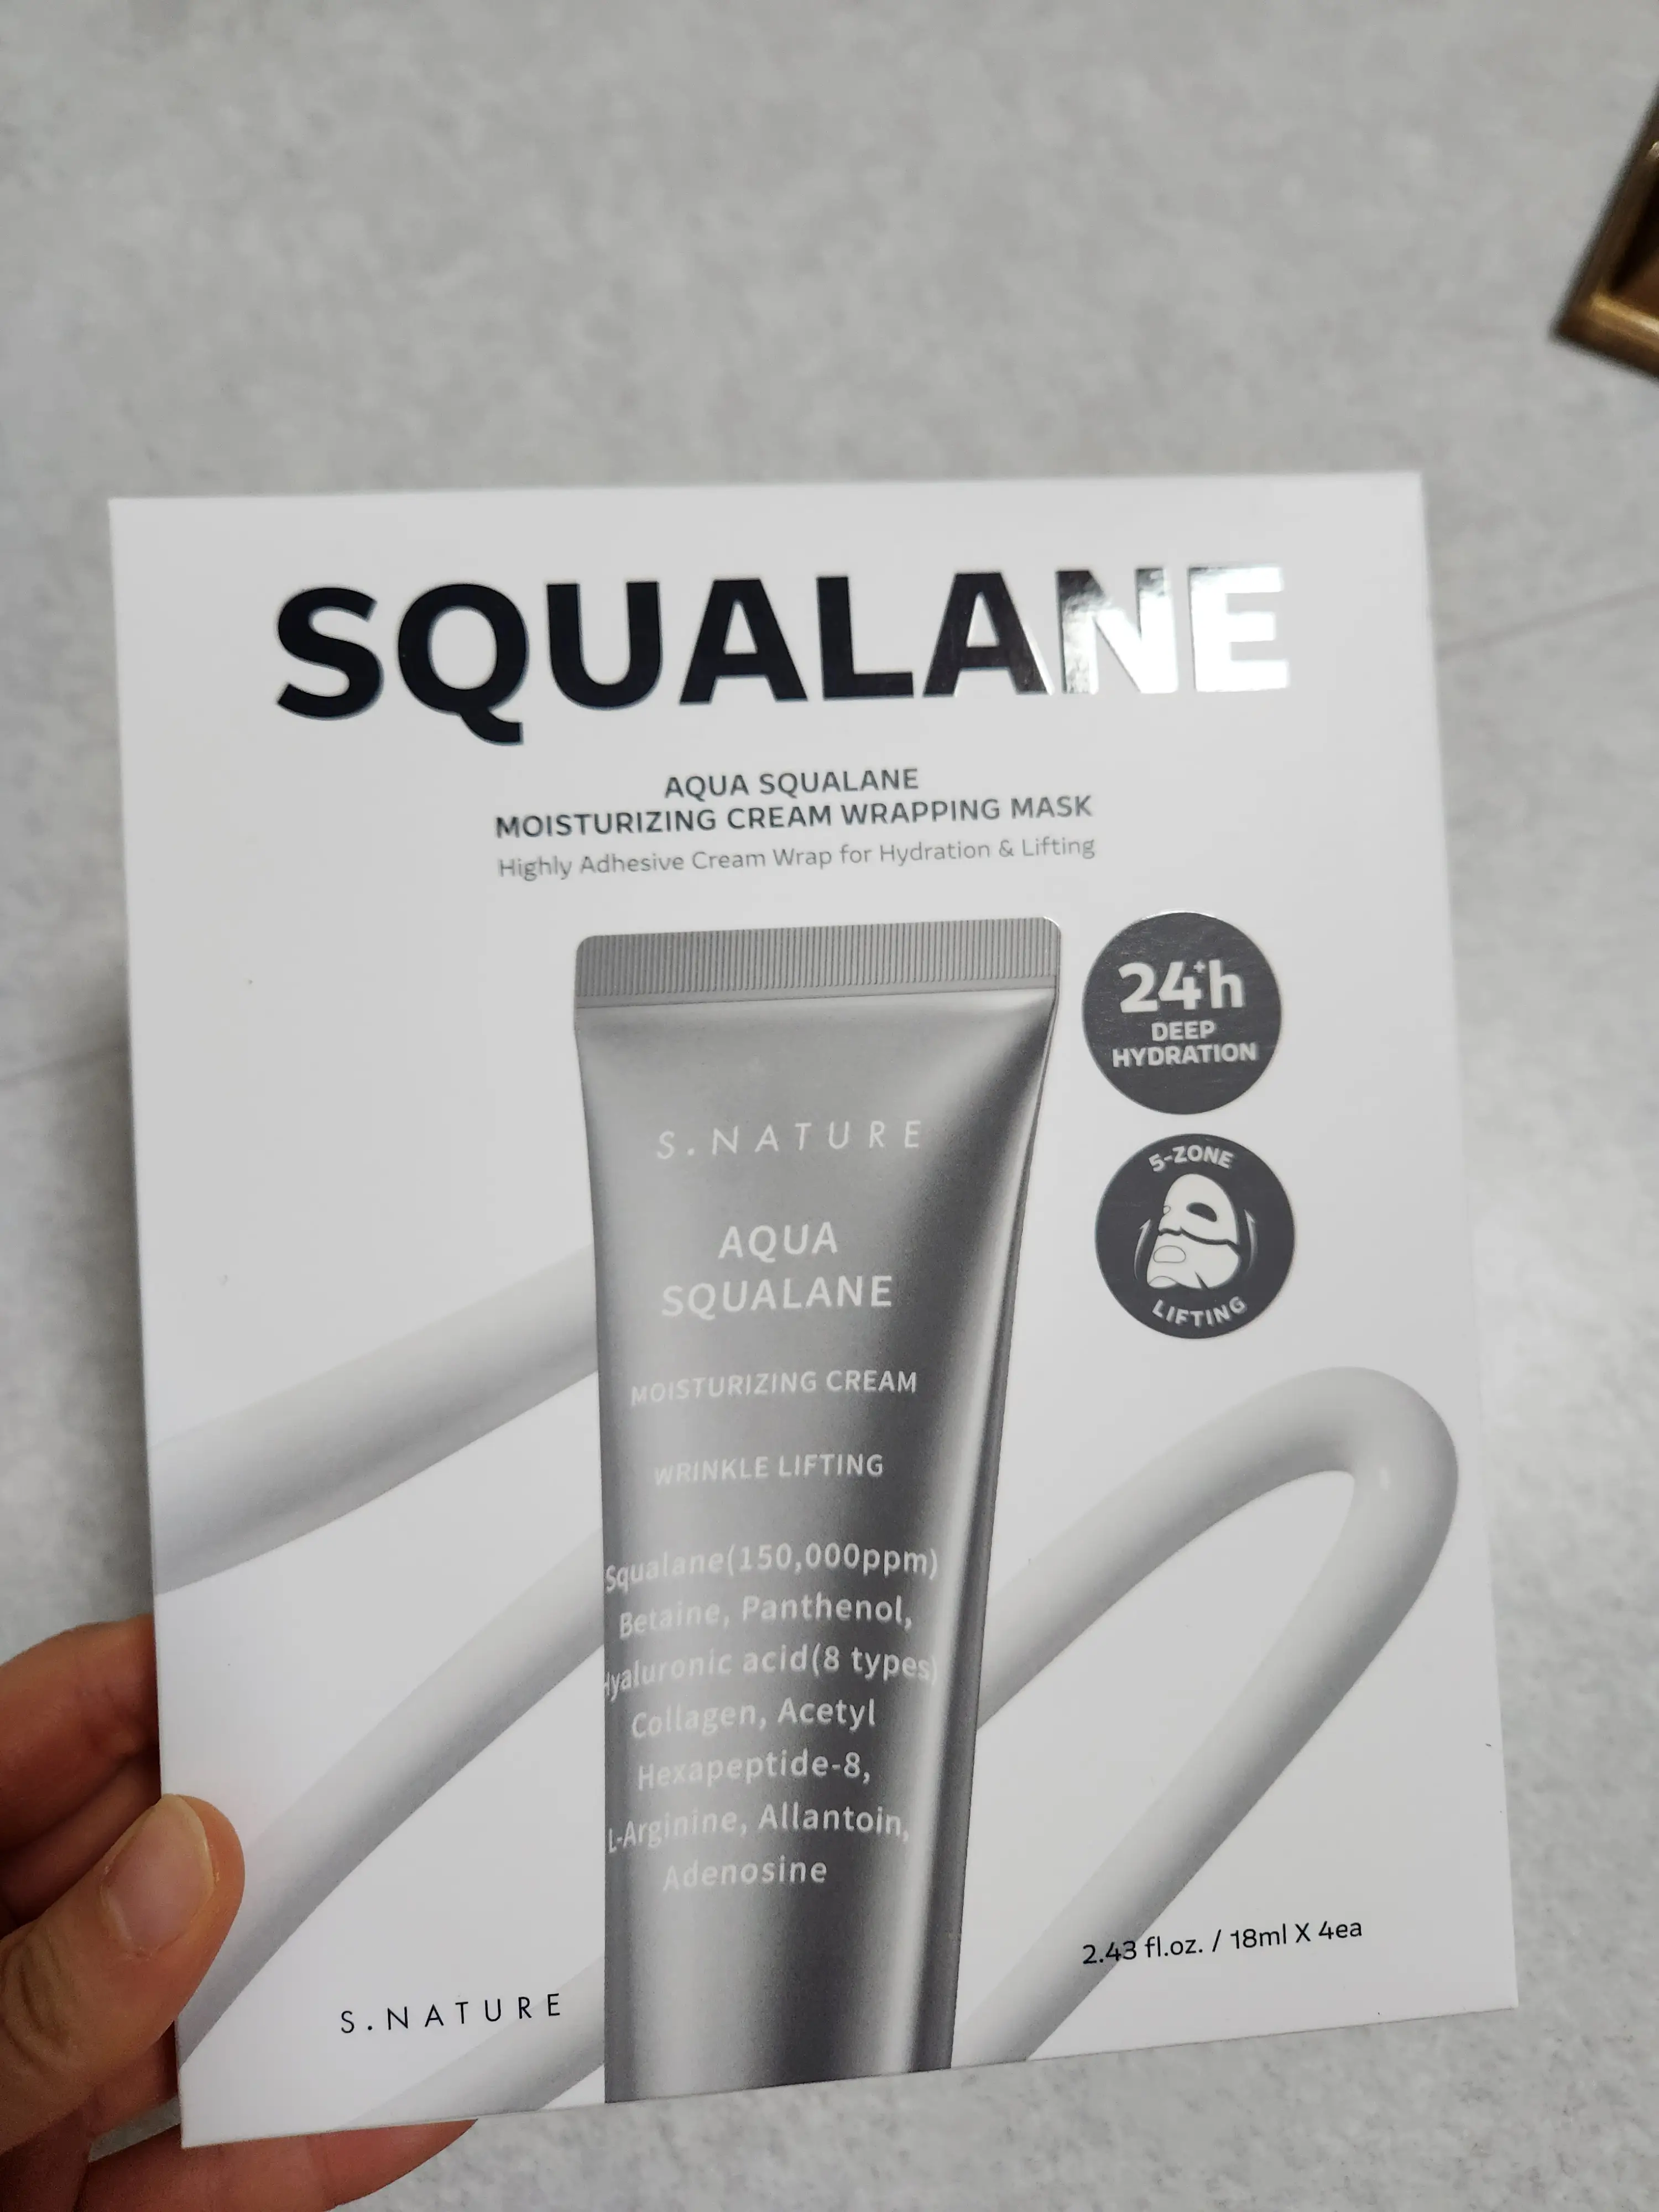 SQUALANE
AQUA SQUALANE
MOISTURIZING CREAM WRAPPING MASK
Highly Adhesive Cream Wrap for Hydration & Lifting
24+h
DEEP
HYDRATION
5-ZONE
LIFTING
S.NATURE
AQUA
SQUALANE
MOISTURIZING CREAM
WRINKLE LIFTING
Squalane(150,000ppm)
Betaine, Panthenol,
Hyaluronic acid(8 types)
Collagen, Acetyl
Hexapeptide-8,
L-Arginine, Allantoin,
Adenosine
2.43 fl.oz. / 18ml X 4ea
S.NATURE